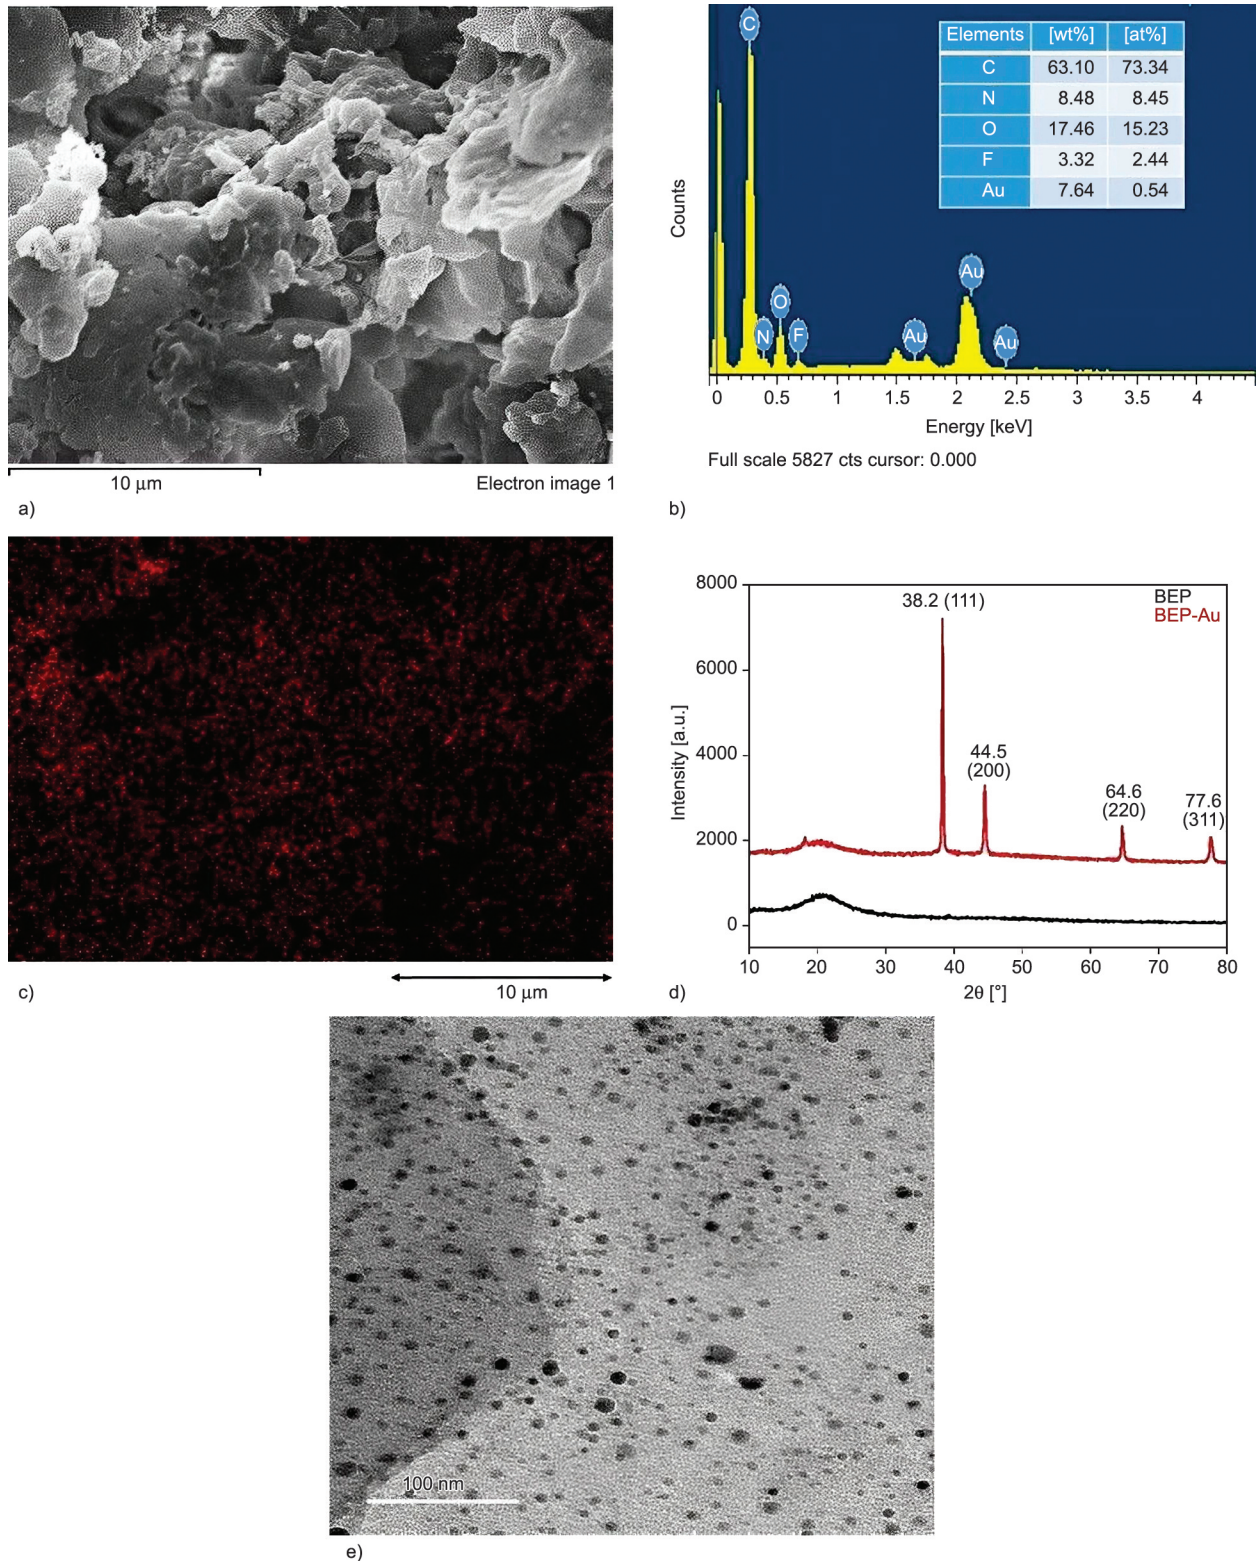 10 µm
Electron image 1
a)
C
O
N
F
Au
Au
Au
Elements [wt%] [at%]
C 63.10 73.34
N 8.48 8.45
O 17.46 15.23
F 3.32 2.44
Au 7.64 0.54
Counts
0 0.5 1 1.5 2 2.5 3 3.5 4
Energy [keV]
Full scale 5827 cts cursor: 0.000
b)
10 µm
c)
8000
6000
4000
2000
0
Intensity [a.u.]
38.2 (111)
44.5
(200)
64.6
(220)
77.6
(311)
BEP
BEP-Au
10 20 30 40 50 60 70 80
2θ [°]
d)
100 nm
e)